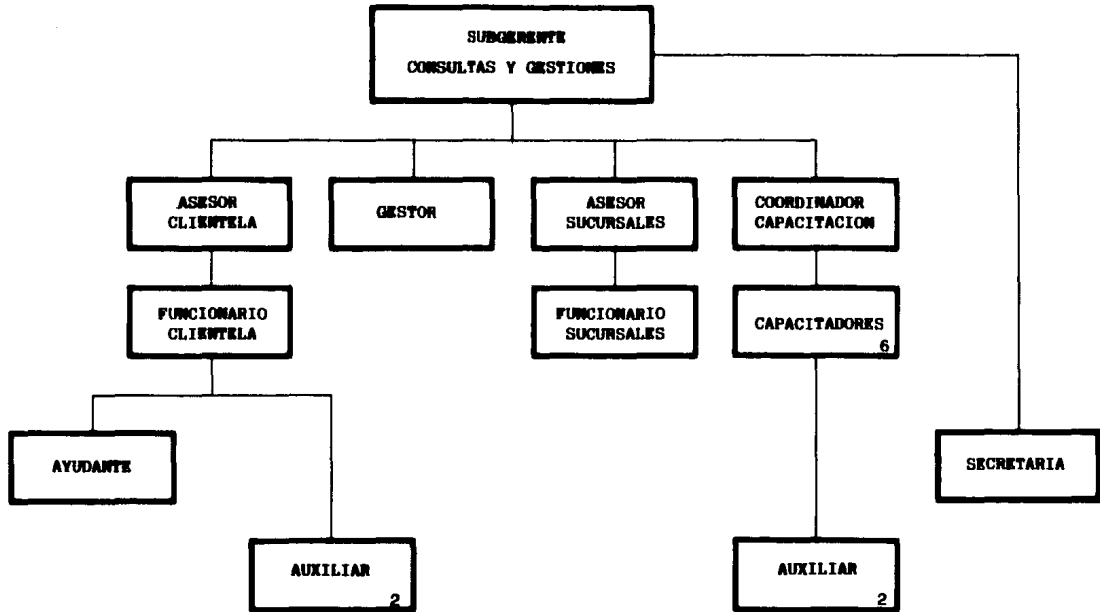 SUBGERENTE
CONSULTAS Y GESTIONES
ASESOR
CLIENTELA
GESTOR
ASESOR
SUCURSALES
COORDINADOR
CAPACITACION
FUNCIONARIO
CLIENTELA
FUNCIONARIO
SUCURSALES
CAPACITADORES
6
AYUDANTE
SECRETARIA
AUXILIAR
2
AUXILIAR
2